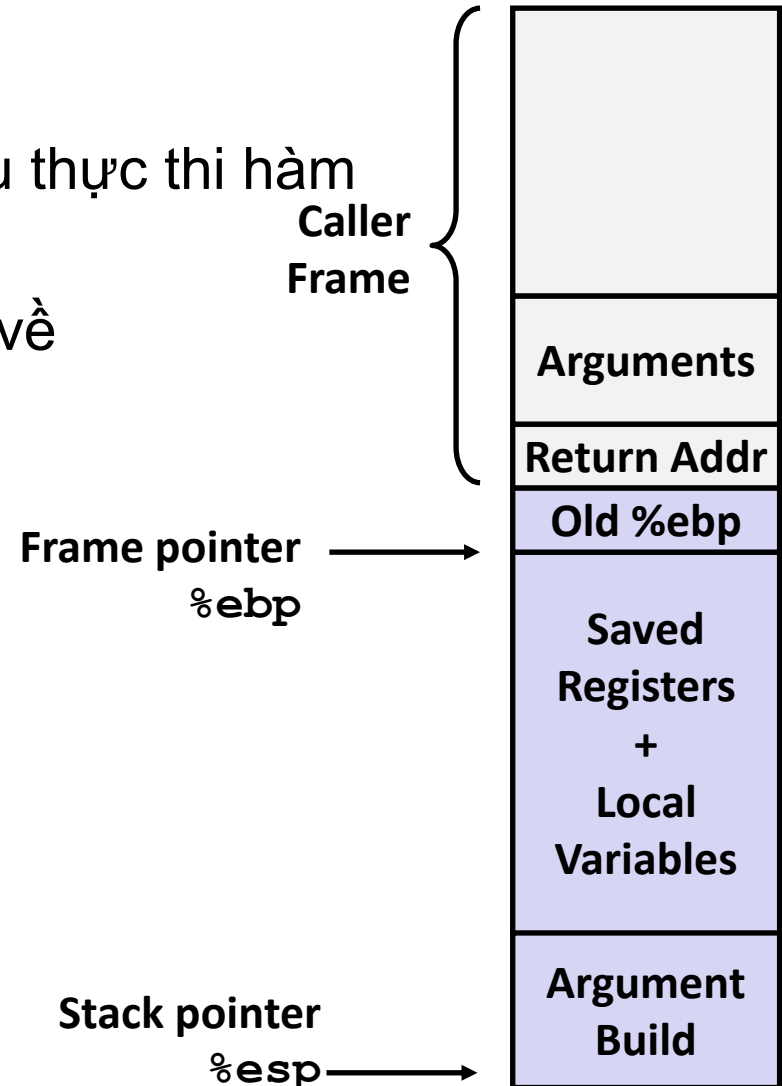 thực thi hàm
Caller
Frame
về
Arguments
Return Addr
Old %ebp
Frame pointer
%ebp
Saved
Registers
+
Local
Variables
Argument
Build
Stack pointer
%esp